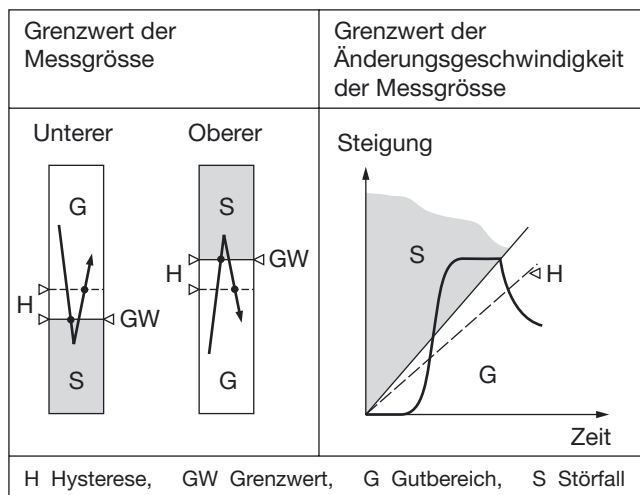 Grenzwert der
Messgrösse
Grenzwert der
Änderungsgeschwindigkeit
der Messgrösse
Unterer
Oberer
G
H
GW
S
S
GW
H
G
Steigung
S
H
G
Zeit
H Hysterese, GW Grenzwert, G Gutbereich, S Störfall